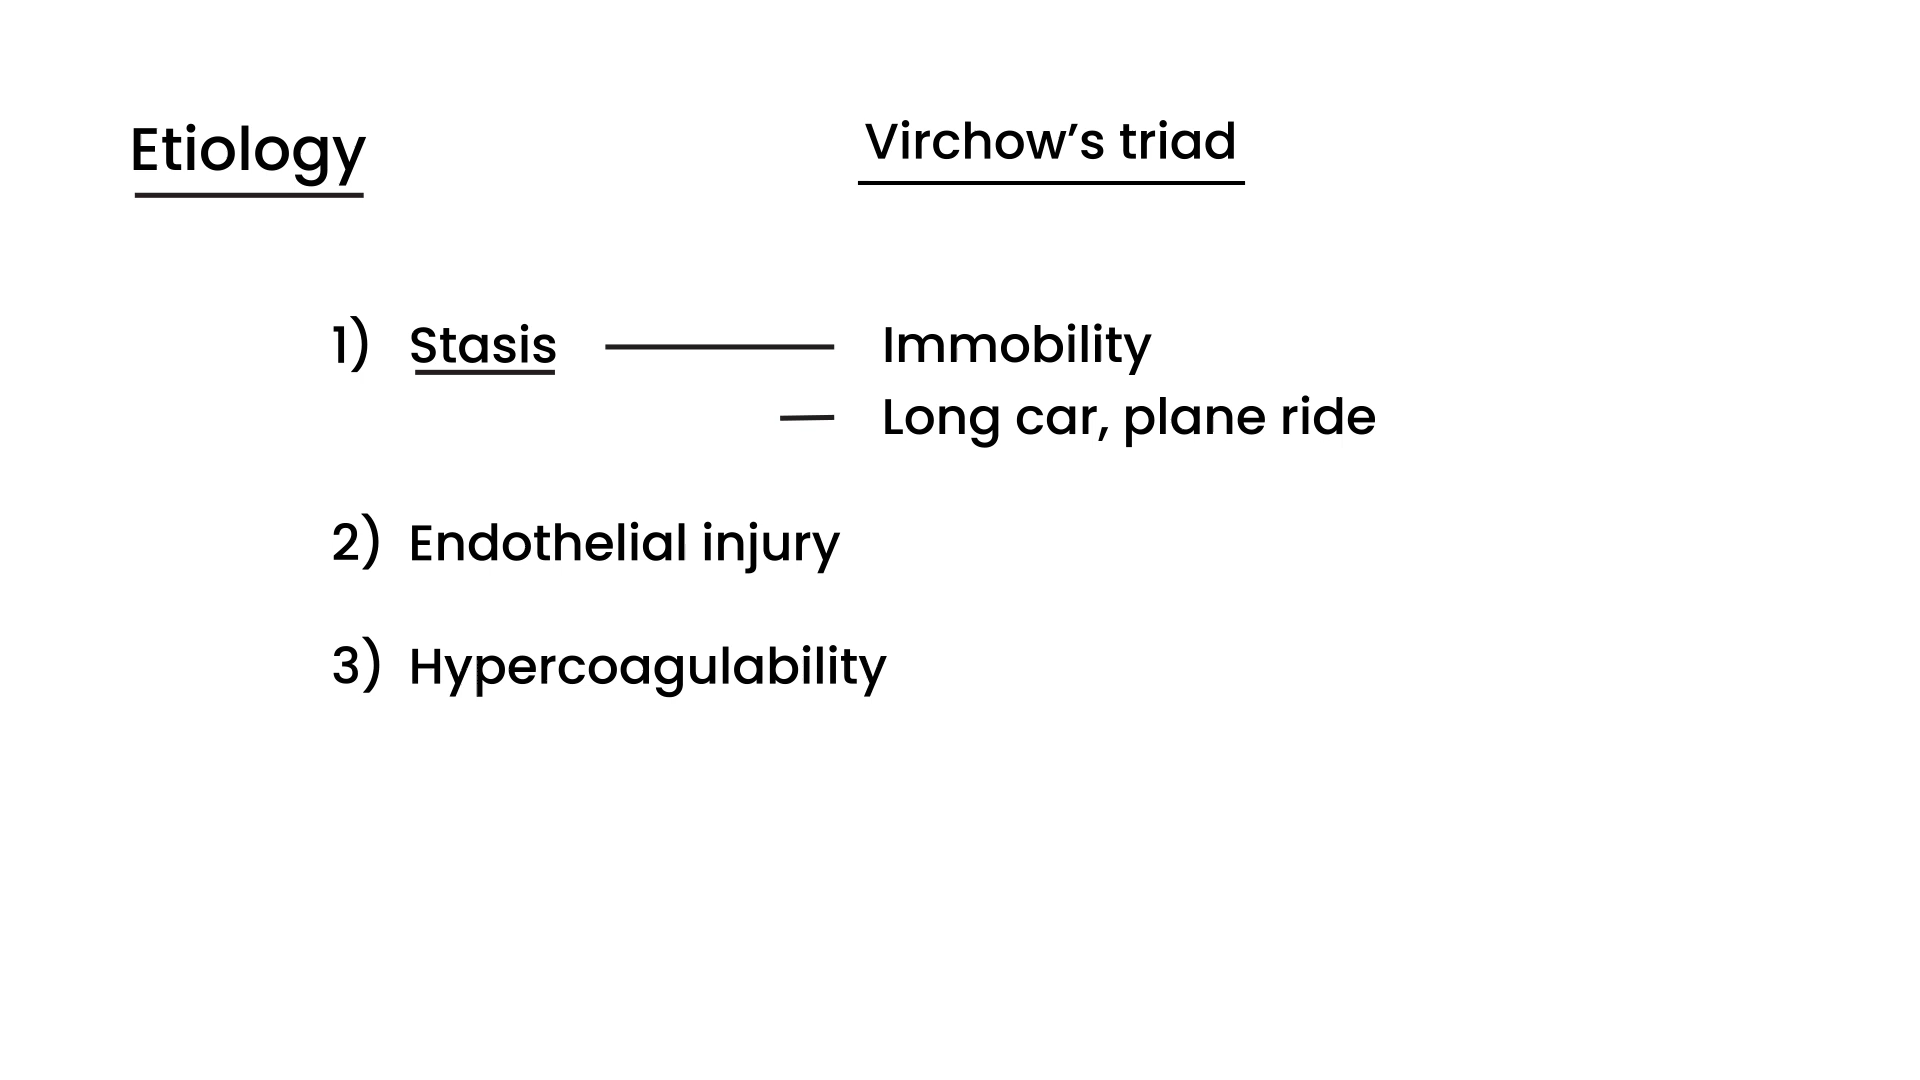 Etiology
Virchow’s triad
1) Stasis — Immobility
— Long car, plane ride
2) Endothelial injury
3) Hypercoagulability